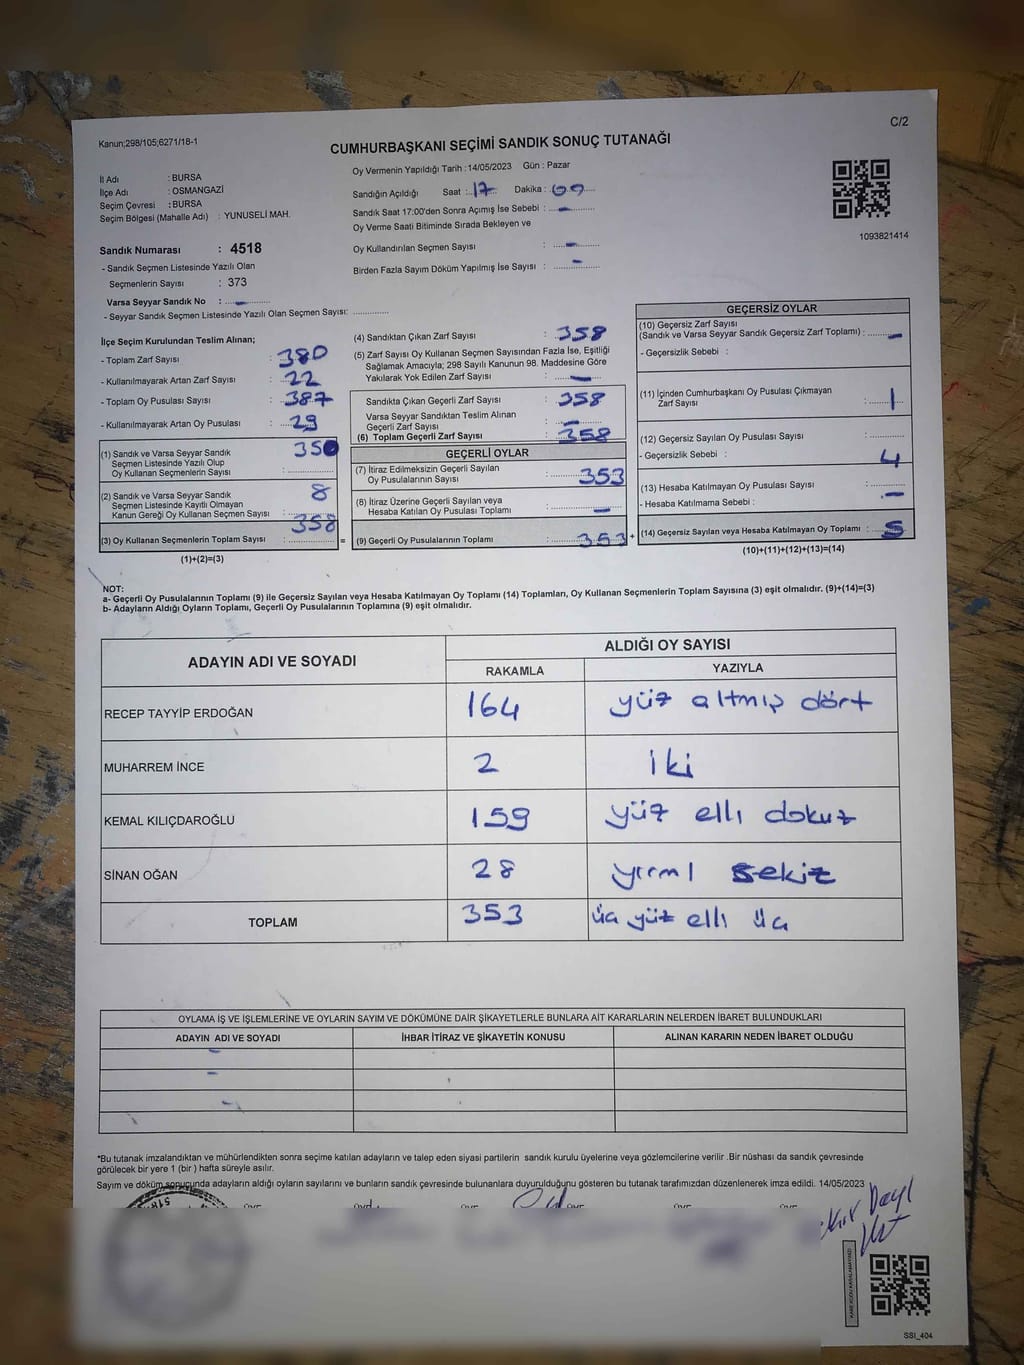 Kanun;298/105;6271/18-1
C/2
CUMHURBAŞKANI SEÇİMİ SANDIK SONUÇ TUTANAĞI
İl Adı : BURSA
İlçe Adı : OSMANGAZİ
Seçim Çevresi : BURSA
Seçim Bölgesi (Mahalle Adı) : YUNUSELİ MAH.
Sandık Numarası : 4518
- Sandık Seçmen Listesinde Yazılı Olan
Seçmenlerin Sayısı : 373
Varsa Seyyar Sandık No : -
- Seyyar Sandık Seçmen Listesinde Yazılı Olan Seçmen Sayısı: ..............
Oy Vermenin Yapıldığı Tarih : 14/05/2023 Gün : Pazar
Sandığın Açıldığı Saat : 17 Dakika : 00
Sandık Saat 17:00'den Sonra Açmış İse Sebebi : -
Oy Verme Saati Bitiminde Sırada Bekleyen ve
Oy Kullandırılan Seçmen Sayısı : -
Birden Fazla Sayım Döküm Yapılmış İse Sayısı : -
1093821414
İlçe Seçim Kurulundan Teslim Alınan;
- Toplam Zarf Sayısı : 380
- Kullanılmayarak Artan Zarf Sayısı : 22
- Toplam Oy Pusulası Sayısı : 387
- Kullanılmayarak Artan Oy Pusulası : 29
(1) Sandık ve Varsa Seyyar Sandık 350
Seçmen Listesinde Yazılı Olup
Oy Kullanan Seçmenlerin Sayısı :
(2) Sandık ve Varsa Seyyar Sandık 8
Seçmen Listesinde Kayıtlı Olmayan
Kanun Gereği Oy Kullanan Seçmen Sayısı :
(3) Oy Kullanan Seçmenlerin Toplam Sayısı : 358
(1)+(2)=(3)
(4) Sandıktan Çıkan Zarf Sayısı : 358
(5) Zarf Sayısı Oy Kullanan Seçmen Sayısından Fazla İse, Eşitliği
Sağlamak Amacıyla; 298 Sayılı Kanunun 98. Maddesine Göre
Yakılarak Yok Edilen Zarf Sayısı : -
Sandıkta Çıkan Geçerli Zarf Sayısı : 358
Varsa Seyyar Sandıktan Teslim Alınan
Geçerli Zarf Sayısı : -
(6) Toplam Geçerli Zarf Sayısı : 358
GEÇERLİ OYLAR
(7) İtiraz Edilmeksizin Geçerli Sayılan
Oy Pusulalarının Sayısı : 353
(8) İtiraz Üzerine Geçerli Sayılan veya
Hesaba Katılan Oy Pusulası Toplamı : -
= (9) Geçerli Oy Pusulalarının Toplamı : 353 +
GEÇERSİZ OYLAR
(10) Geçersiz Zarf Sayısı
(Sandık ve Varsa Seyyar Sandık Geçersiz Zarf Toplamı) : -
- Geçersizlik Sebebi :
(11) İçinden Cumhurbaşkanı Oy Pusulası Çıkmayan
Zarf Sayısı : 1
(12) Geçersiz Sayılan Oy Pusulası Sayısı :
- Geçersizlik Sebebi : 4
(13) Hesaba Katılmayan Oy Pusulası Sayısı :
- Hesaba Katılmama Sebebi : -
(14) Geçersiz Sayılan veya Hesaba Katılmayan Oy Toplamı : 5
(10)+(11)+(12)+(13)=(14)
NOT:
a- Geçerli Oy Pusulalarının Toplamı (9) ile Geçersiz Sayılan veya Hesaba Katılmayan Oy Toplamı (14) Toplamları, Oy Kullanan Seçmenlerin Toplam Sayısına (3) eşit olmalıdır. (9)+(14)=(3)
b- Adayların Aldığı Oyların Toplamı, Geçerli Oy Pusulalarının Toplamına (9) eşit olmalıdır.
ADAYIN ADI VE SOYADI
ALDIĞI OY SAYISI
RAKAMLA YAZIYLA
RECEP TAYYİP ERDOĞAN 164 yüz altmış dört
MUHARREM İNCE 2 iki
KEMAL KILIÇDAROĞLU 159 yüz elli dokuz
SİNAN OĞAN 28 yirmi sekiz
TOPLAM 353 üç yüz elli üç
OYLAMA İŞ VE İŞLEMLERİNE VE OYLARIN SAYIM VE DÖKÜMÜNE DAİR ŞİKAYETLERLE BUNLARA AİT KARARLARIN NELERDEN İBARET BULUNDUKLARI
ADAYIN ADI VE SOYADI İHBAR İTİRAZ VE ŞİKAYETİN KONUSU ALINAN KARARIN NEDEN İBARET OLDUĞU
*Bu tutanak imzalandıktan ve mühürlendikten sonra seçime katılan adayların ve talep eden siyasi partilerin sandık kurulu üyelerine veya gözlemcilerine verilir .Bir nüshası da sandık çevresinde
görülecek bir yere 1 (bir ) hafta süreyle asılır.
Sayım ve döküm sonucunda adayların aldığı oyların sayılarını ve bunların sandık çevresinde bulunanlara duyurulduğunu gösteren bu tutanak tarafımızdan düzenlenerek imza edildi. 14/05/2023
SSI_404